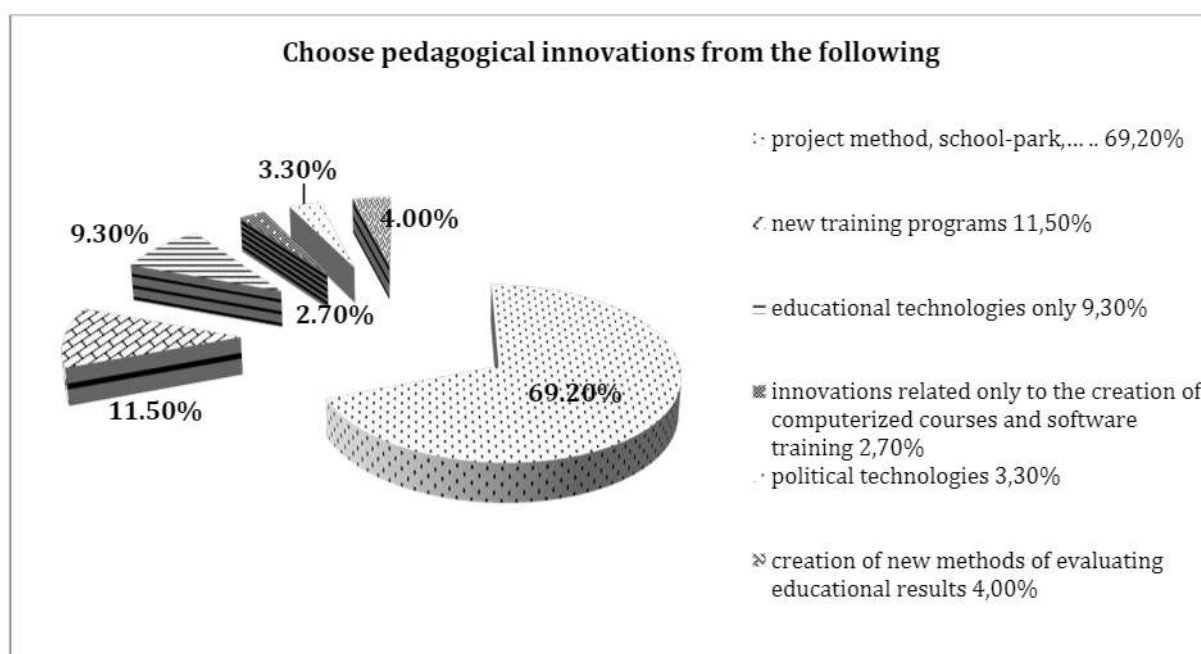 Choose pedagogical innovations from the following
3.30%
4.00%
9.30%
2.70%
69.20%
11.50%
project method, school-park,... .. 69,20%
new training programs 11,50%
educational technologies only 9,30%
innovations related only to the creation of
computerized courses and software
training 2,70%
political technologies 3,30%
creation of new methods of evaluating
educational results 4,00%